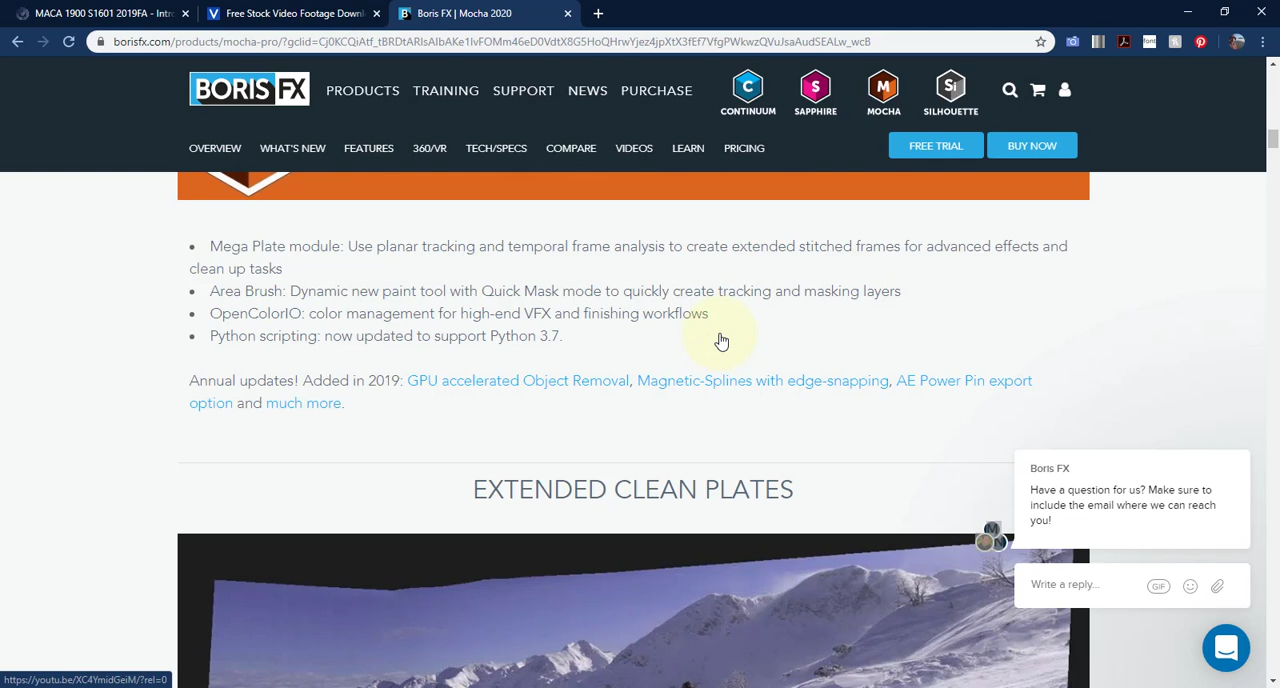 MACA 1900 S1601 2019FA - Intro
Free Stock Video Footage Downl
Boris FX | Mocha 2020
borisfx.com/products/mocha-pro/?gclid=Cj0KCQiAtf_tBRDtARIsAIbAKe1IvFOMm46eD0VdtX8G5HoQHrwYjez4jpXtX3fEf7VfgPWkwzQVuJsaAudSEALw_wcB
BORIS FX
PRODUCTS TRAINING SUPPORT NEWS PURCHASE
CONTINUUM SAPPHIRE MOCHA SILHOUETTE
OVERVIEW WHAT'S NEW FEATURES 360/VR TECH/SPECS COMPARE VIDEOS LEARN PRICING
FREE TRIAL BUY NOW
• Mega Plate module: Use planar tracking and temporal frame analysis to create extended stitched frames for advanced effects and
clean up tasks
• Area Brush: Dynamic new paint tool with Quick Mask mode to quickly create tracking and masking layers
• OpenColorIO: color management for high-end VFX and finishing workflows
• Python scripting: now updated to support Python 3.7.
Annual updates! Added in 2019: GPU accelerated Object Removal, Magnetic-Splines with edge-snapping, AE Power Pin export
option and much more.
EXTENDED CLEAN PLATES
Boris FX
Have a question for us? Make sure to
include the email where we can reach
you!
Write a reply...
GIF
https://youtu.be/XC4YmidGeiM/?rel=0